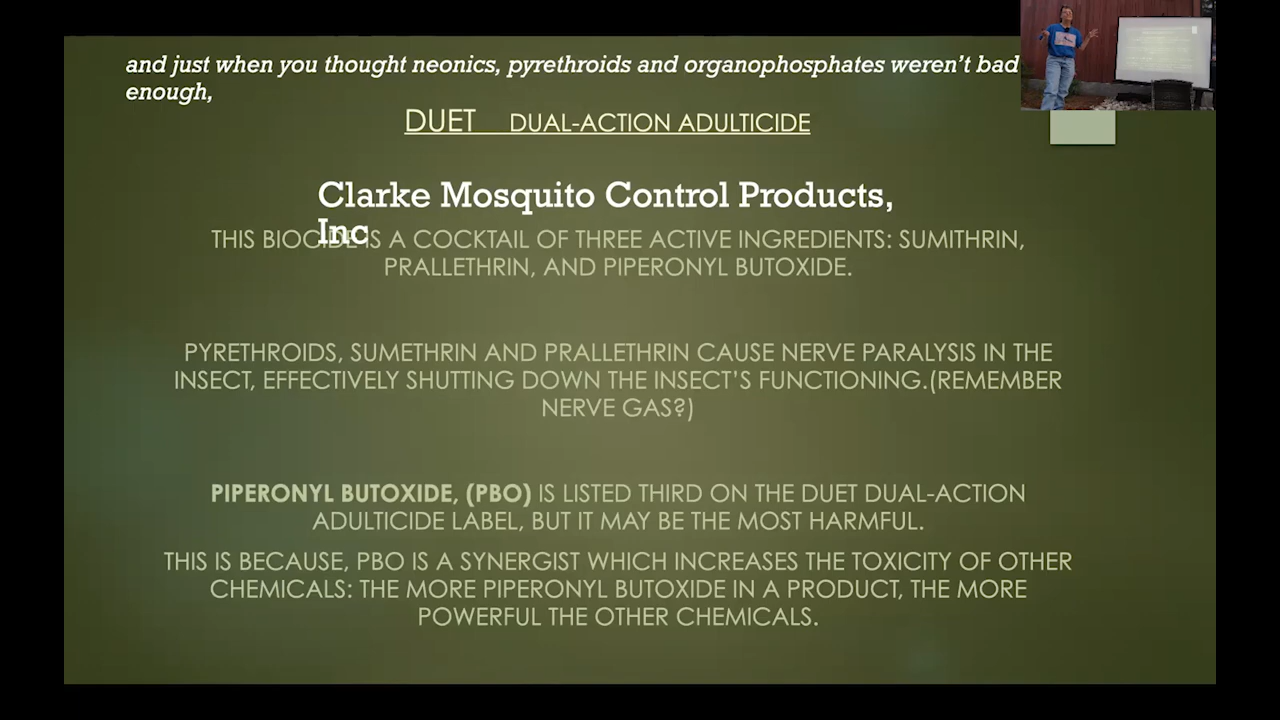 and just when you thought neonics, pyrethroids and organophosphates weren't bad
enough,
DUET DUAL-ACTION ADULTICIDE
Clarke Mosquito Control Products,
Inc
THIS BIOCIDE IS A COCKTAIL OF THREE ACTIVE INGREDIENTS: SUMITHRIN,
PRALLETHRIN, AND PIPERONYL BUTOXIDE.
PYRETHROIDS, SUMETHRIN AND PRALLETHRIN CAUSE NERVE PARALYSIS IN THE
INSECT, EFFECTIVELY SHUTTING DOWN THE INSECT'S FUNCTIONING.(REMEMBER
NERVE GAS?)
PIPERONYL BUTOXIDE, (PBO) IS LISTED THIRD ON THE DUET DUAL-ACTION
ADULTICIDE LABEL, BUT IT MAY BE THE MOST HARMFUL.
THIS IS BECAUSE, PBO IS A SYNERGIST WHICH INCREASES THE TOXICITY OF OTHER
CHEMICALS: THE MORE PIPERONYL BUTOXIDE IN A PRODUCT, THE MORE
POWERFUL THE OTHER CHEMICALS.